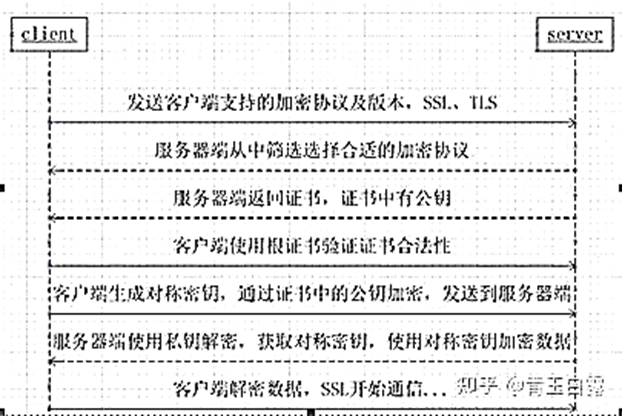 client
server
发送客户端支持的加密协议及版本，SSL、TLS
服务器端从中筛选选择合适的加密协议
服务器端返回证书，证书中有公钥
客户端使用根证书验证证书合法性
客户端生成对称密钥，通过证书中的公钥加密，发送到服务器端
服务器端使用私钥解密，获取对称密钥，使用对称密钥加密数据
客户端解密数据，SSL开始通信...
知乎 @青玉白露